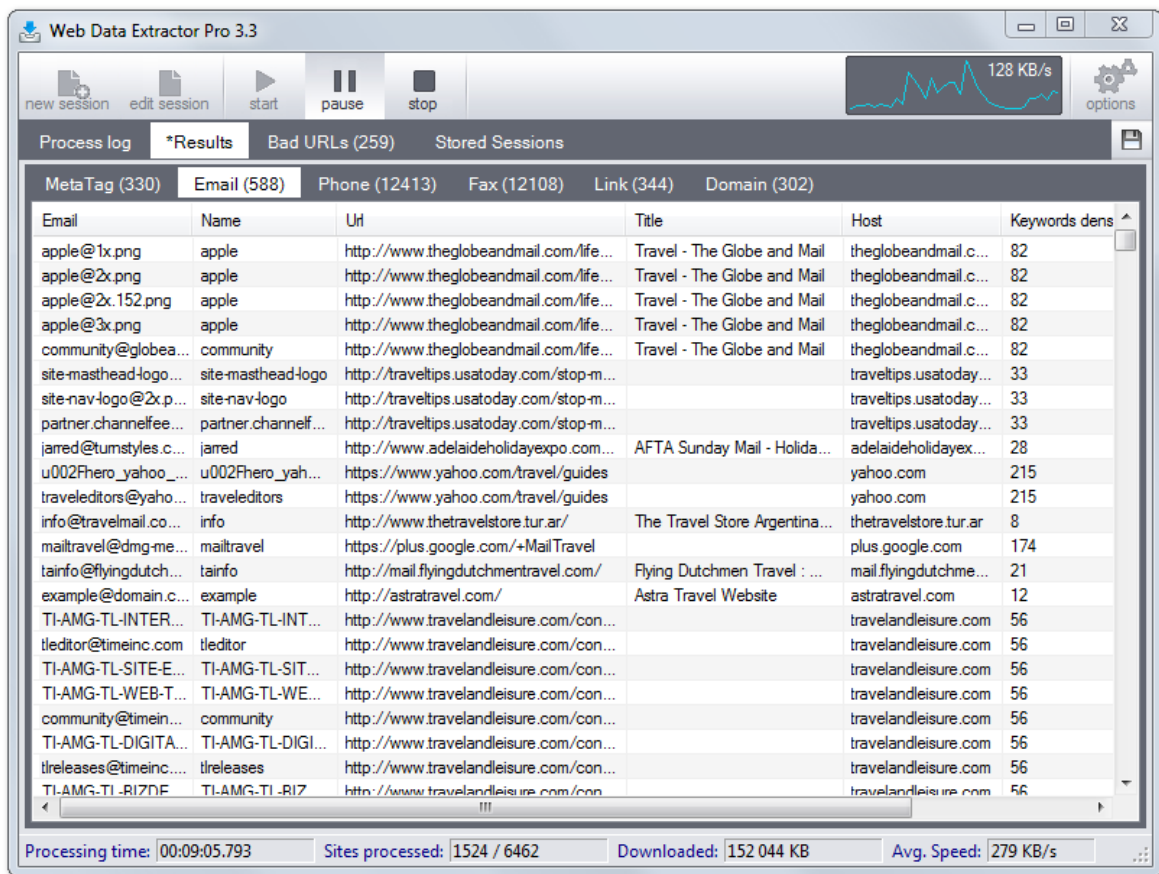 Web Data Extractor Pro 3.3
128 KB/s
new session edit session start pause stop options
Process log *Results Bad URLs (259) Stored Sessions
MetaTag (330) Email (588) Phone (12413) Fax (12108) Link (344) Domain (302)
Email Name Url Title Host Keywords dens
apple@1x.png apple http://www.theglobeandmail.com/life... Travel - The Globe and Mail theglobeandmail.c... 82
apple@2x.png apple http://www.theglobeandmail.com/life... Travel - The Globe and Mail theglobeandmail.c... 82
apple@2x.152.png apple http://www.theglobeandmail.com/life... Travel - The Globe and Mail theglobeandmail.c... 82
apple@3x.png apple http://www.theglobeandmail.com/life... Travel - The Globe and Mail theglobeandmail.c... 82
community@globea... community http://www.theglobeandmail.com/life... Travel - The Globe and Mail theglobeandmail.c... 82
site-masthead-logo... site-masthead-logo http://traveltips.usatoday.com/stop-m... traveltips.usatoday... 33
site-nav-logo@2x.p... site-nav-logo http://traveltips.usatoday.com/stop-m... traveltips.usatoday... 33
partner.channelfee... partner.channelf... http://traveltips.usatoday.com/stop-m... traveltips.usatoday... 33
jarred@turnstyles.c... jarred http://www.adelaideholidayexpo.com... AFTA Sunday Mail - Holida... adelaideholidayex... 28
u002Fhero_yahoo_... u002Fhero_yah... https://www.yahoo.com/travel/guides yahoo.com 215
traveleditors@yaho... traveleditors https://www.yahoo.com/travel/guides yahoo.com 215
info@travelmail.co... info http://www.thetravelstore.tur.ar/ The Travel Store Argentina... thetravelstore.tur.ar 8
mailtravel@dmg-me... mailtravel https://plus.google.com/+MailTravel plus.google.com 174
tainfo@flyingdutch... tainfo http://mail.flyingdutchmentravel.com/ Flying Dutchmen Travel : ... mail.flyingdutchme... 21
example@domain.c... example http://astratravel.com/ Astra Travel Website astratravel.com 12
TI-AMG-TL-INTER... TI-AMG-TL-INT... http://www.travelandleisure.com/con... travelandleisure.com 56
tleditor@timeinc.com tleditor http://www.travelandleisure.com/con... travelandleisure.com 56
TI-AMG-TL-SITE-E... TI-AMG-TL-SIT... http://www.travelandleisure.com/con... travelandleisure.com 56
TI-AMG-TL-WEB-T... TI-AMG-TL-WE... http://www.travelandleisure.com/con... travelandleisure.com 56
community@timein... community http://www.travelandleisure.com/con... travelandleisure.com 56
TI-AMG-TL-DIGITA... TI-AMG-TL-DIGI... http://www.travelandleisure.com/con... travelandleisure.com 56
tlreleases@timeinc.... tlreleases http://www.travelandleisure.com/con... travelandleisure.com 56
TI-AMG-TL-BIZDE... TI-AMG-TL-BIZ... http://www.travelandleisure.com/con... travelandleisure.com 56
Processing time: 00:09:05.793 Sites processed: 1524 / 6462 Downloaded: 152 044 KB Avg. Speed: 279 KB/s